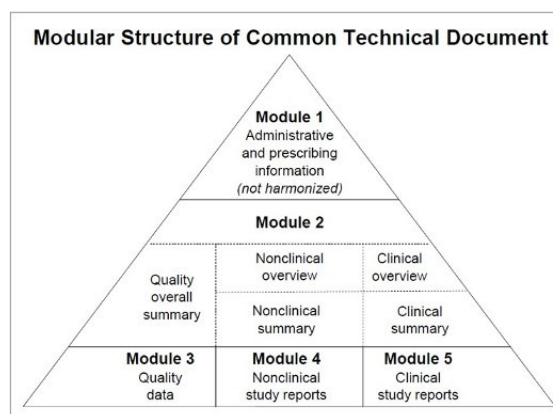 Modular Structure of Common Technical Document
Module 1
Administrative
and prescribing
information
(not harmonized)
Module 2
Quality
overall
summary
Nonclinical
overview
Clinical
overview
Nonclinical
summary
Clinical
summary
Module 3
Quality
data
Module 4
Nonclinical
study reports
Module 5
Clinical
study reports